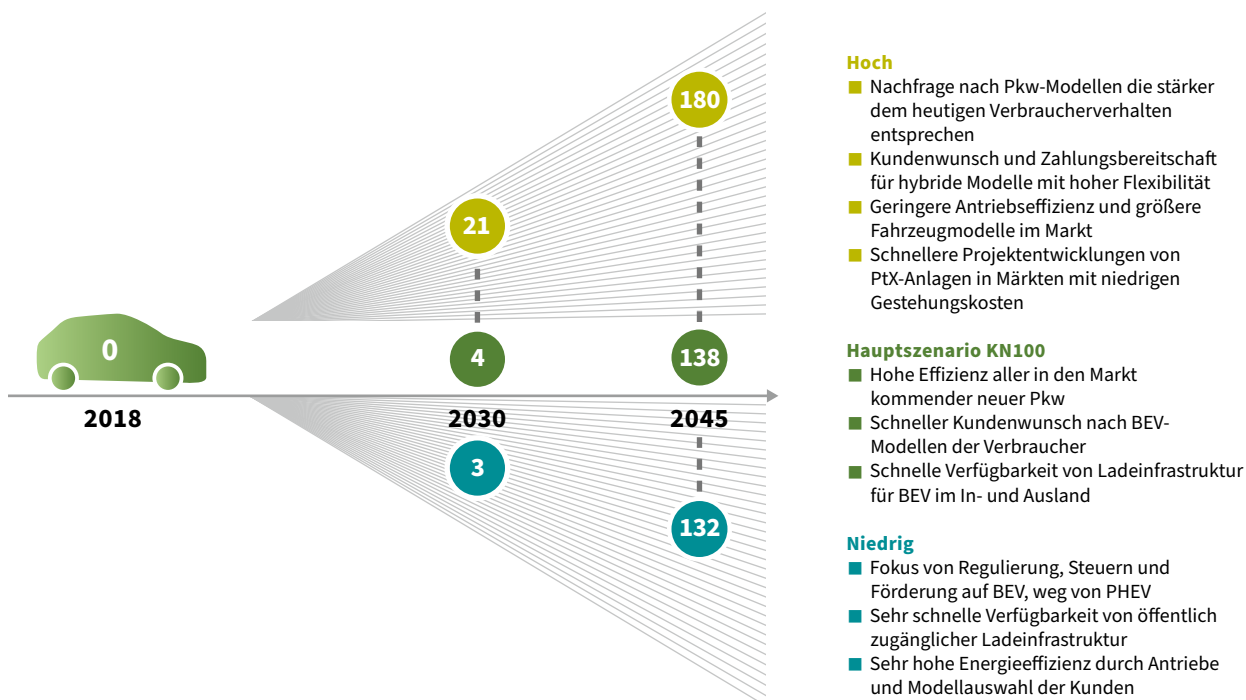 180
21
0
4
138
2018
2030
2045
3
132
Hoch
Nachfrage nach Pkw-Modellen die stärker
dem heutigen Verbraucherverhalten
entsprechen
Kundenwunsch und Zahlungsbereitschaft
für hybride Modelle mit hoher Flexibilität
Geringere Antriebseffizienz und größere
Fahrzeugmodelle im Markt
Schnellere Projektentwicklungen von
PtX-Anlagen in Märkten mit niedrigen
Gestehungskosten
Hauptszenario KN100
Hohe Effizienz aller in den Markt
kommender neuer Pkw
Schneller Kundenwunsch nach BEV-
Modellen der Verbraucher
Schnelle Verfügbarkeit von Ladeinfrastruktur
für BEV im In- und Ausland
Niedrig
Fokus von Regulierung, Steuern und
Förderung auf BEV, weg von PHEV
Sehr schnelle Verfügbarkeit von öffentlich
zugänglicher Ladeinfrastruktur
Sehr hohe Energieeffizienz durch Antriebe
und Modellauswahl der Kunden